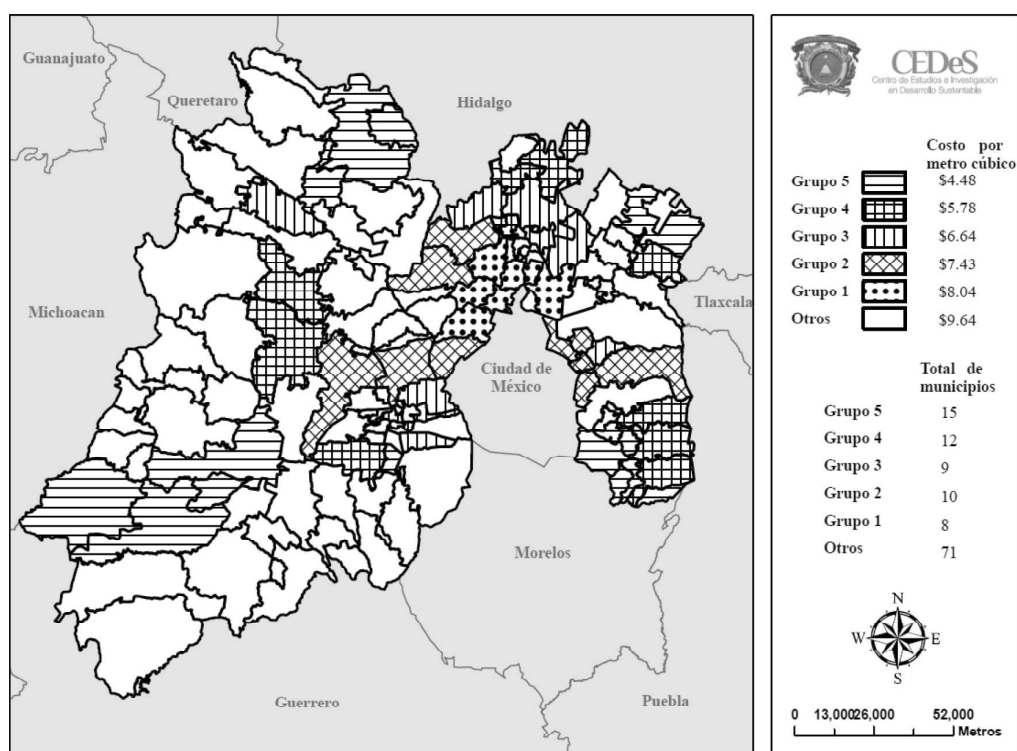 Guanajuato
Queretaro
Hidalgo
Michoacan
Tlaxcala
Ciudad de
México
Morelos
Guerrero
Puebla
CEDeS
Centro de Estudios e Investigación
en Desarrollo Sustentable
Costo por
metro cúbico
Grupo 5 $4.48
Grupo 4 $5.78
Grupo 3 $6.64
Grupo 2 $7.43
Grupo 1 $8.04
Otros $9.64
Total de
municipios
Grupo 5 15
Grupo 4 12
Grupo 3 9
Grupo 2 10
Grupo 1 8
Otros 71
N
W E
S
0 13,00026,000 52,000
Metros